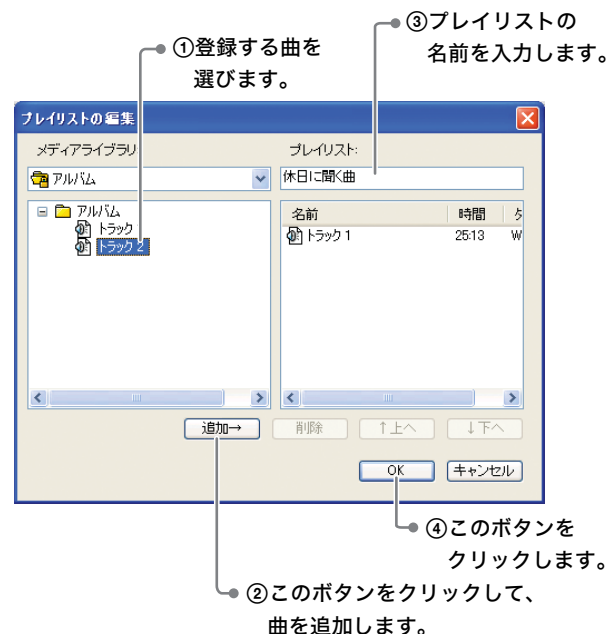 ③プレイリストの
名前を入力します。
①登録する曲を
選びます。
プレイリストの編集
メディアライブラリ
プレイリスト:
アルバム
休日に聞く曲
アルバム
トラック
トラック 2
名前
時間
トラック 1
25:13
W
追加→
削除
↑上へ
↓下へ
OK
キャンセル
④このボタンを
クリックします。
②このボタンをクリックして、
曲を追加します。